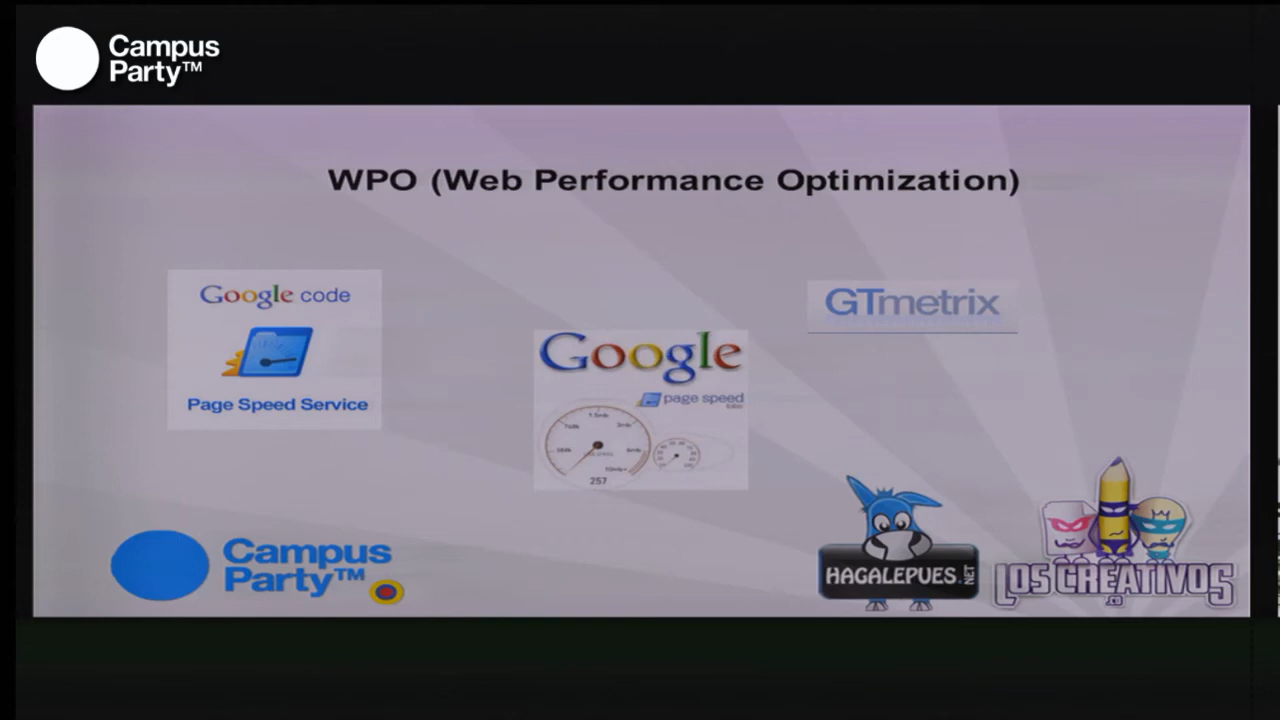 Campus
Party™
WPO (Web Performance Optimization)
Google code
Page Speed Service
Google
page speed
257
GTmetrix
Campus
Party™
HAGALEPUES.NET
LOS CREATIVOS
.CO